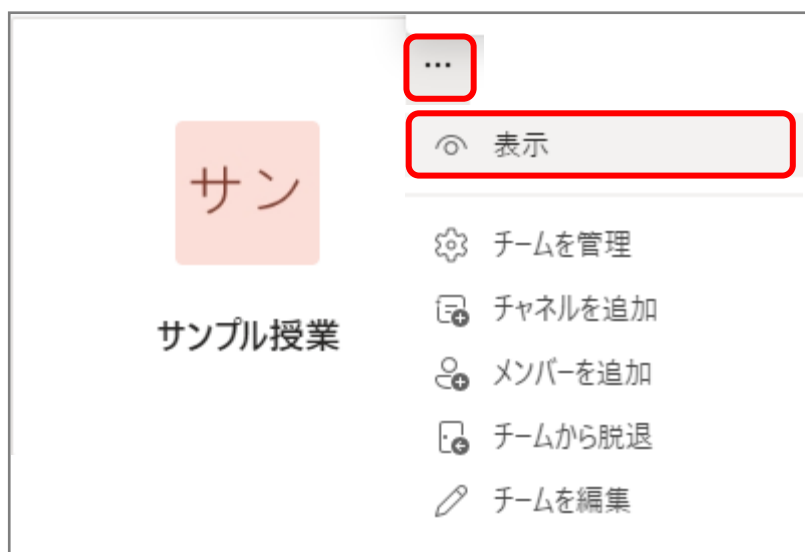 サン
サンプル授業
…
表示
チームを管理
チャネルを追加
メンバーを追加
チームから脱退
チームを編集